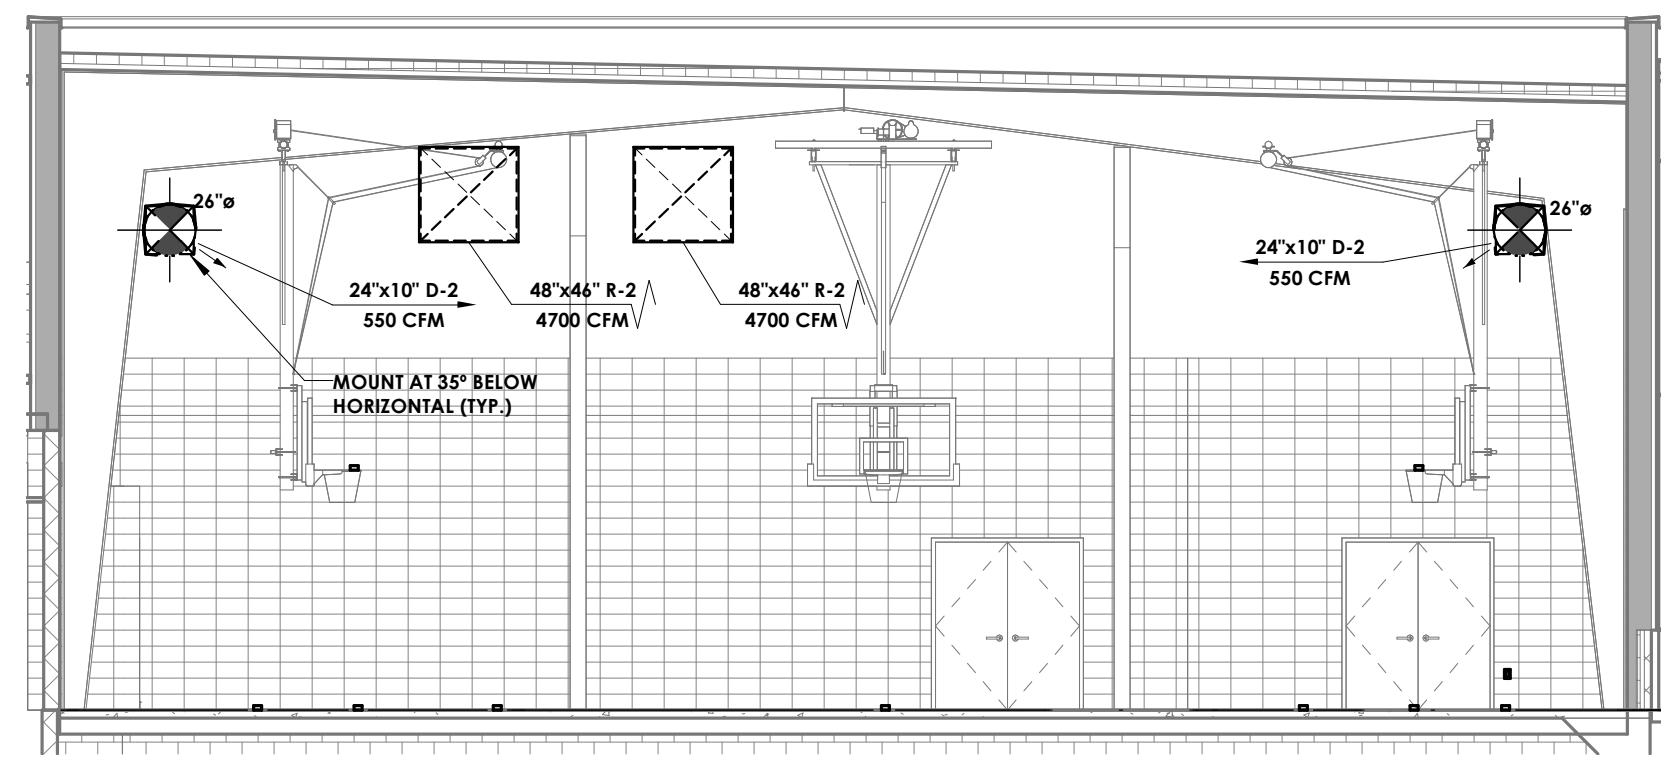 26"ø
26"ø
24"x10" D-2
550 CFM
48"x46" R-2
4700 CFM
48"x46" R-2
4700 CFM
24"x10" D-2
550 CFM
MOUNT AT 35º BELOW
HORIZONTAL (TYP.)